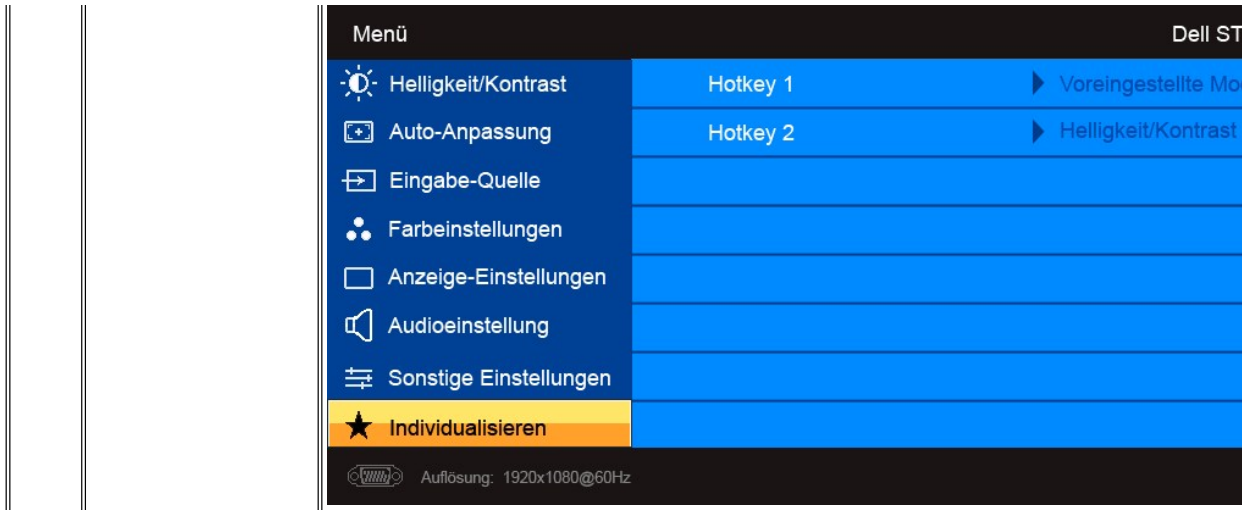 Menü Dell ST
Helligkeit/Kontrast Hotkey 1 Voreingestellte Mo
Auto-Anpassung Hotkey 2 Helligkeit/Kontrast
Eingabe-Quelle
Farbeinstellungen
Anzeige-Einstellungen
Audioeinstellung
Sonstige Einstellungen
Individualisieren
Auflösung: 1920x1080@60Hz